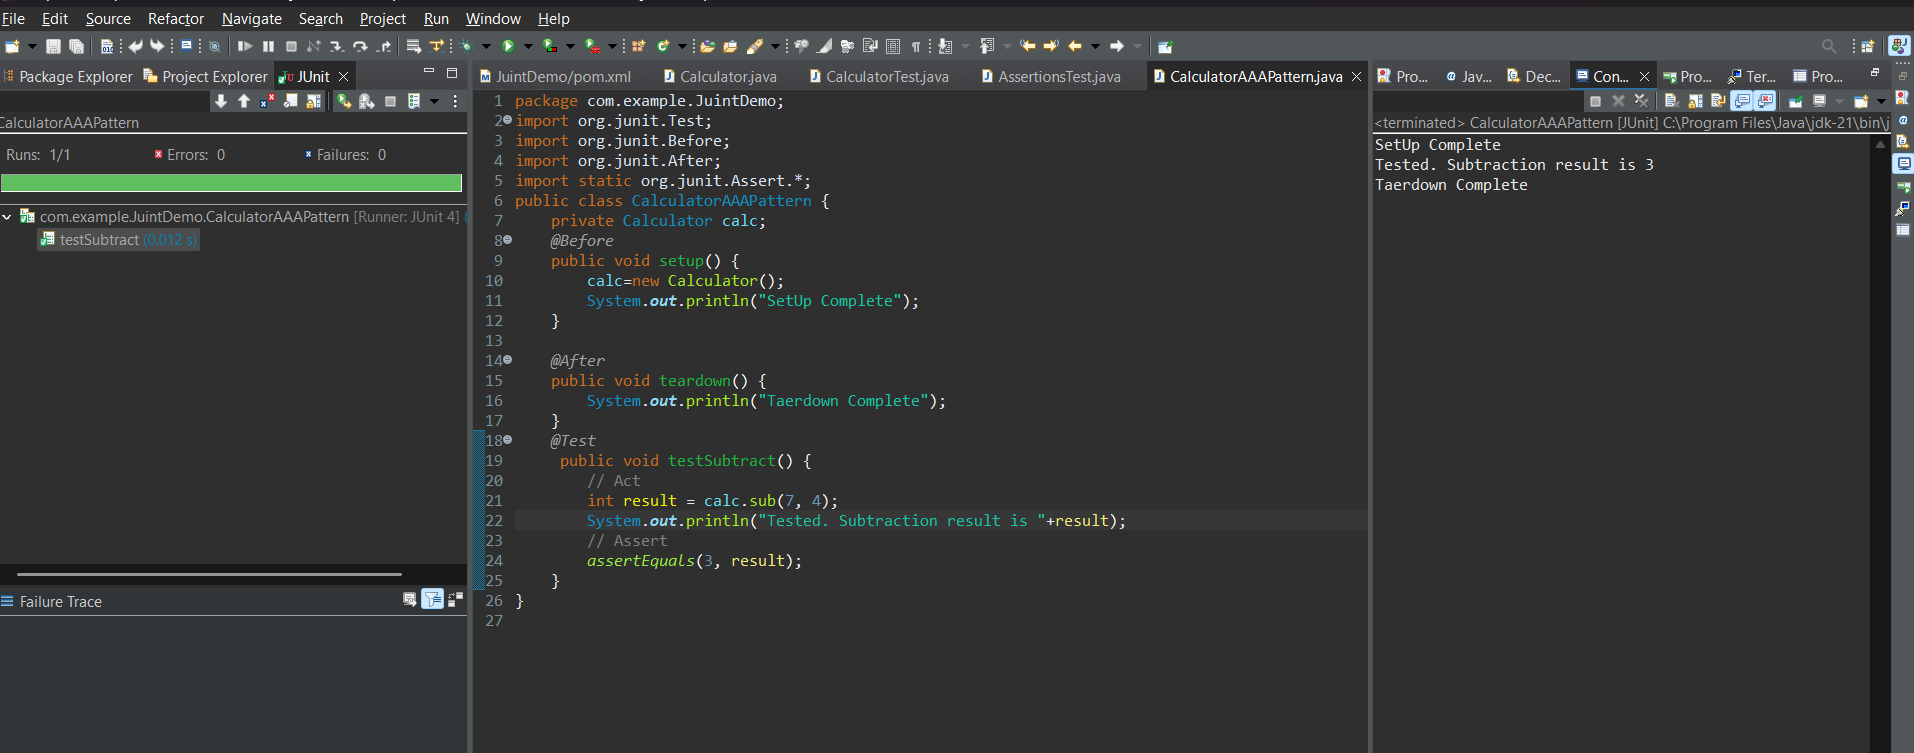 File Edit Source Refactor Navigate Search Project Run Window Help
Package Explorer Project Explorer JUnit
CalculatorAAAPattern
Runs: 1/1 Errors: 0 Failures: 0
com.example.JuintDemo.CalculatorAAAPattern [Runner: JUnit 4]
testSubtract (0.012 s)
Failure Trace
JuintDemo/pom.xml Calculator.java CalculatorTest.java AssertionsTest.java CalculatorAAAPattern.java
1 package com.example.JuintDemo;
2 import org.junit.Test;
3 import org.junit.Before;
4 import org.junit.After;
5 import static org.junit.Assert.*;
6 public class CalculatorAAAPattern {
7 private Calculator calc;
8 @Before
9 public void setup() {
10 calc=new Calculator();
11 System.out.println("SetUp Complete");
12 }
13
14 @After
15 public void teardown() {
16 System.out.println("Taerdown Complete");
17 }
18 @Test
19 public void testSubtract() {
20 // Act
21 int result = calc.sub(7, 4);
22 System.out.println("Tested. Subtraction result is "+result);
23 // Assert
24 assertEquals(3, result);
25 }
26 }
27
Pro... Jav... Dec... Con... Pro... Ter... Pro...
<terminated> CalculatorAAAPattern [JUnit] C:\Program Files\Java\jdk-21\bin\j
SetUp Complete
Tested. Subtraction result is 3
Taerdown Complete